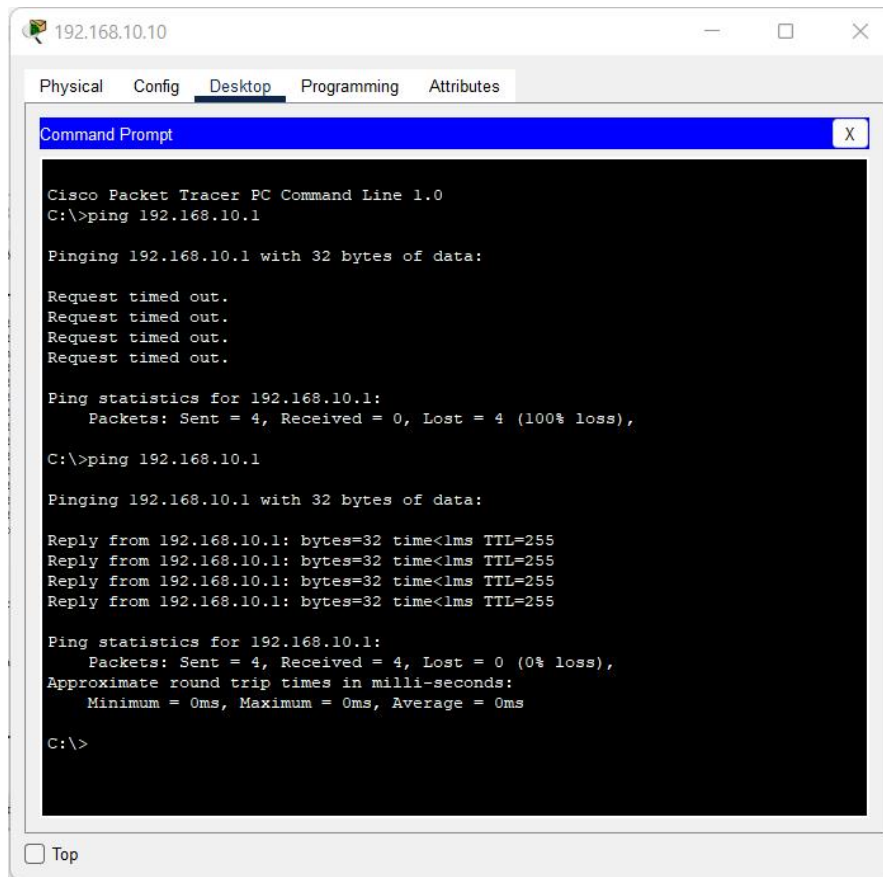 192.168.10.10
Physical Config Desktop Programming Attributes
Command Prompt
X
Cisco Packet Tracer PC Command Line 1.0
C:\>ping 192.168.10.1
Pinging 192.168.10.1 with 32 bytes of data:
Request timed out.
Request timed out.
Request timed out.
Request timed out.
Ping statistics for 192.168.10.1:
Packets: Sent = 4, Received = 0, Lost = 4 (100% loss),
C:\>ping 192.168.10.1
Pinging 192.168.10.1 with 32 bytes of data:
Reply from 192.168.10.1: bytes=32 time<1ms TTL=255
Reply from 192.168.10.1: bytes=32 time<1ms TTL=255
Reply from 192.168.10.1: bytes=32 time<1ms TTL=255
Reply from 192.168.10.1: bytes=32 time<1ms TTL=255
Ping statistics for 192.168.10.1:
Packets: Sent = 4, Received = 4, Lost = 0 (0% loss),
Approximate round trip times in milli-seconds:
Minimum = 0ms, Maximum = 0ms, Average = 0ms
C:\>
Top